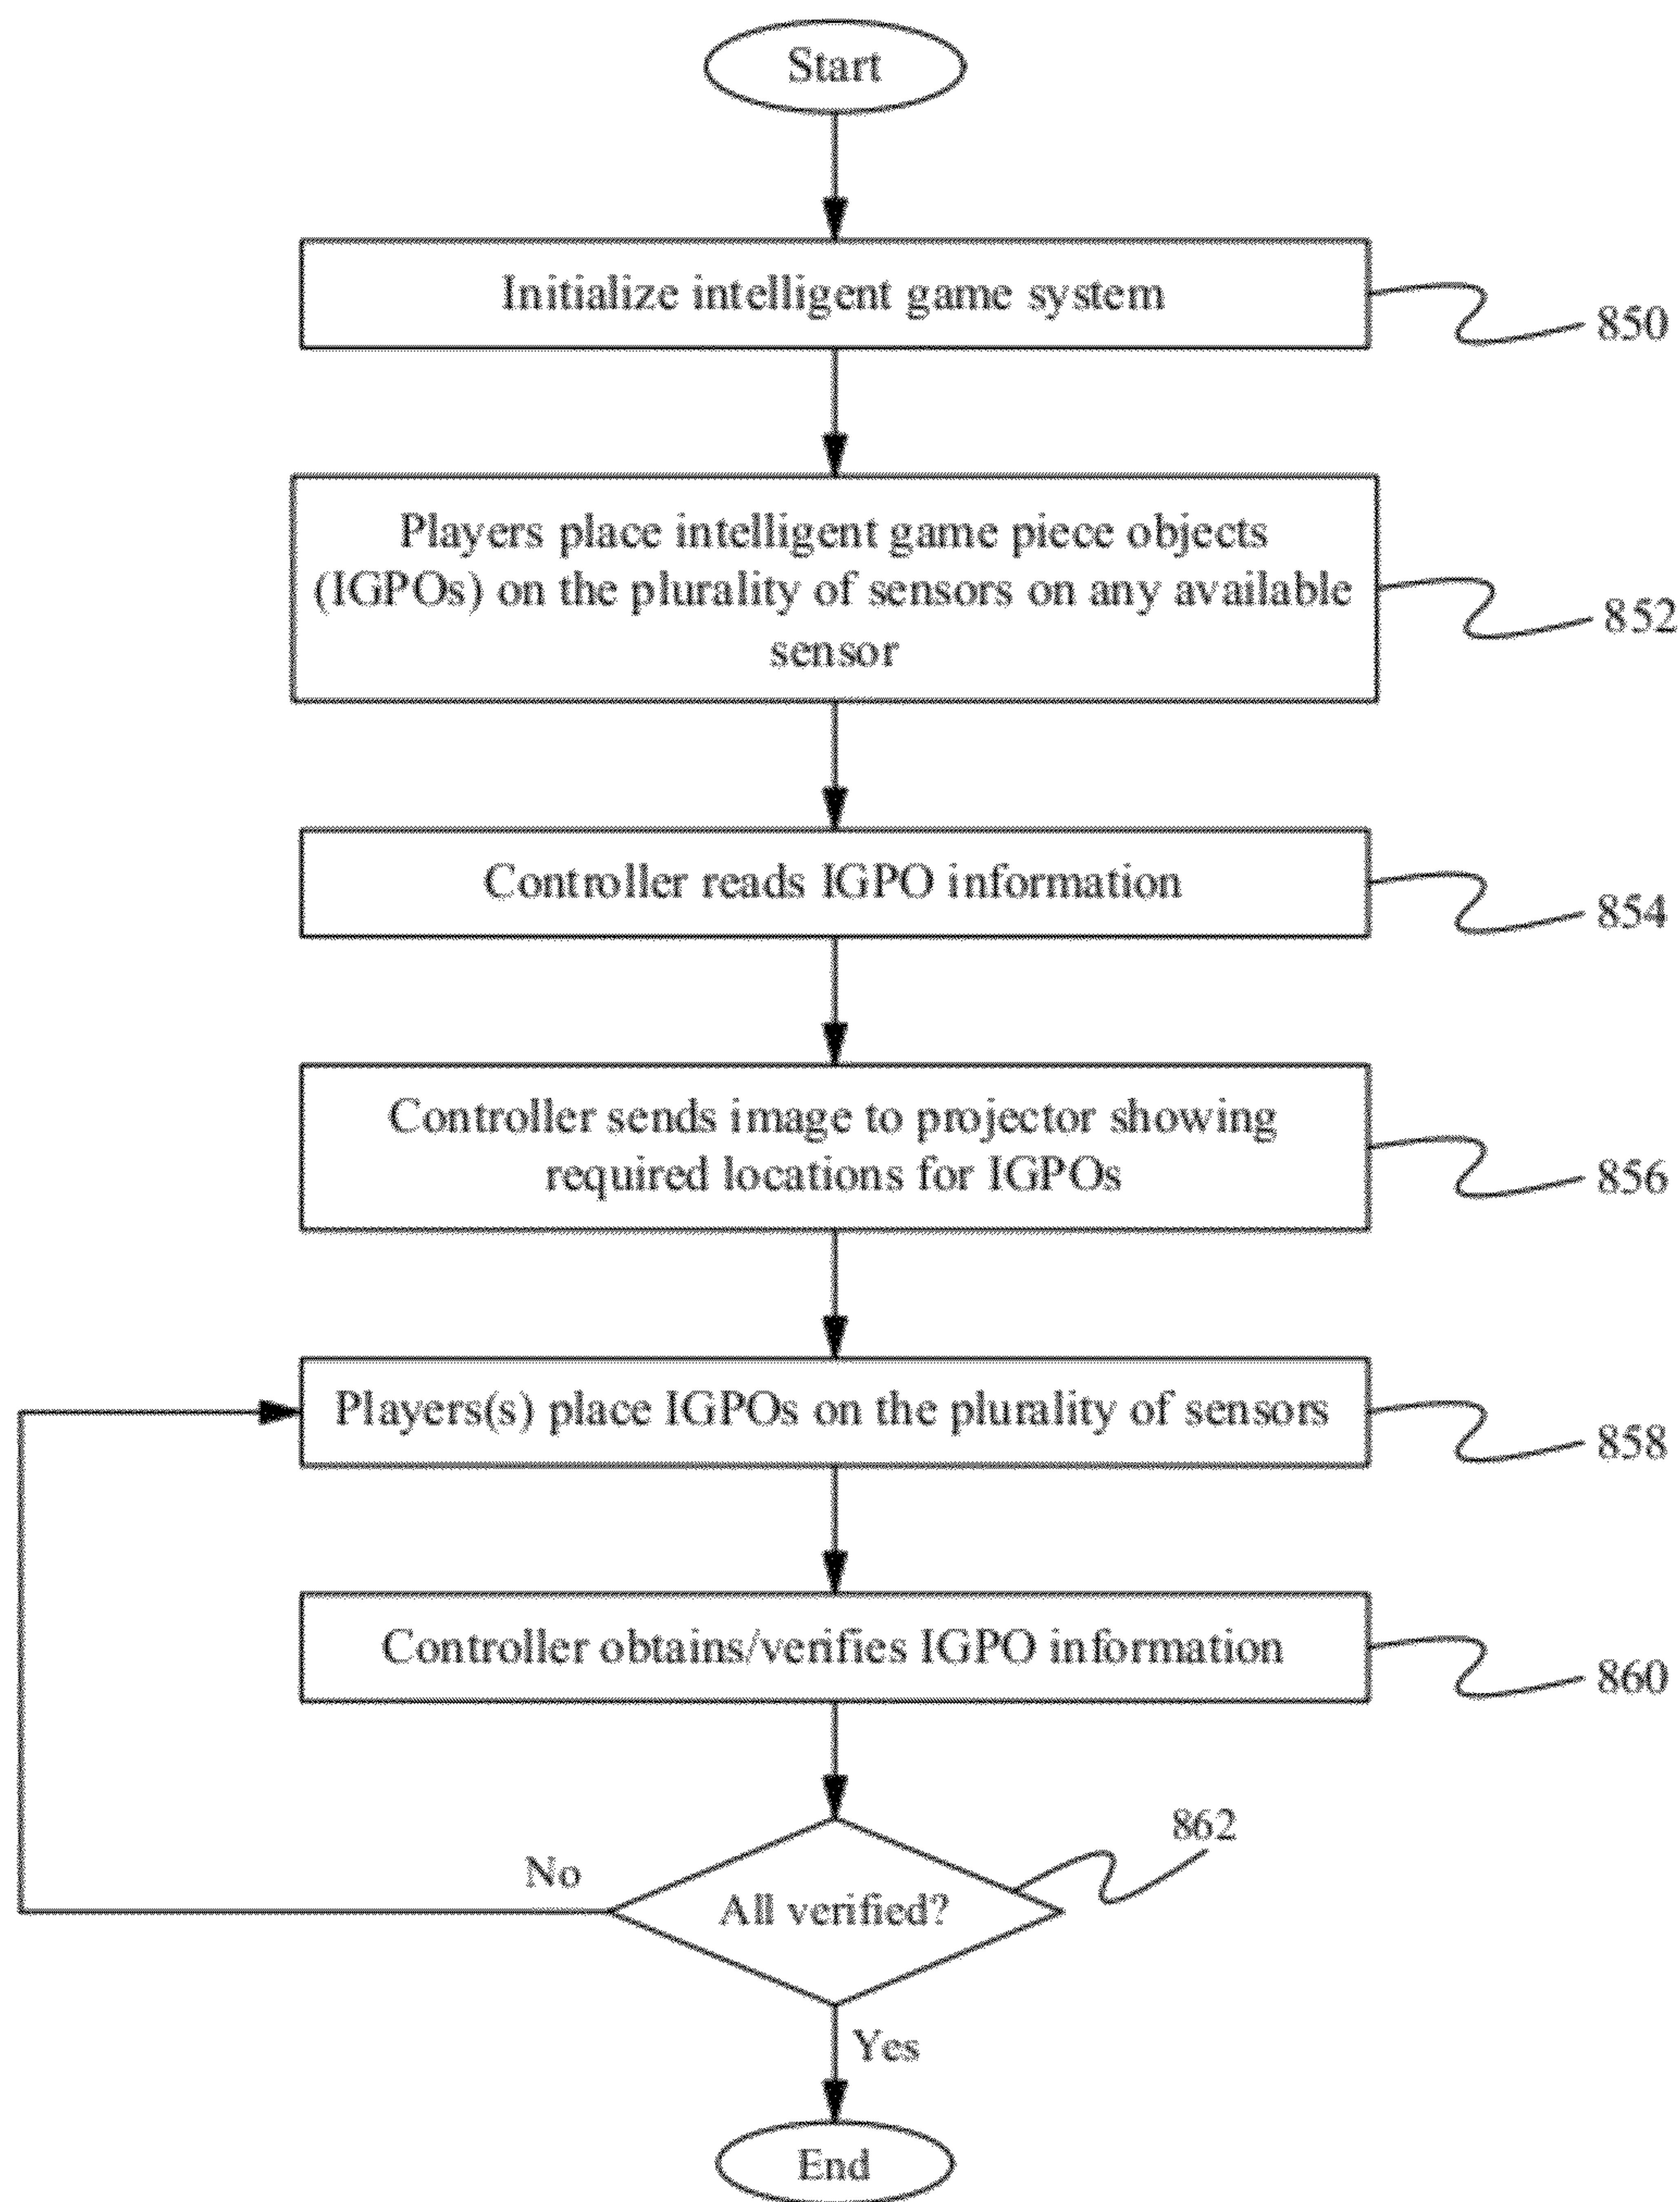 Start
Initialize intelligent game system
850
Players place intelligent game piece objects
(IGPOs) on the plurality of sensors on any available
sensor
852
Controller reads IGPO information
854
Controller sends image to projector showing
required locations for IGPOs
856
Players(s) place IGPOs on the plurality of sensors
858
Controller obtains/verifies IGPO information
860
862
No
All verified?
Yes
End